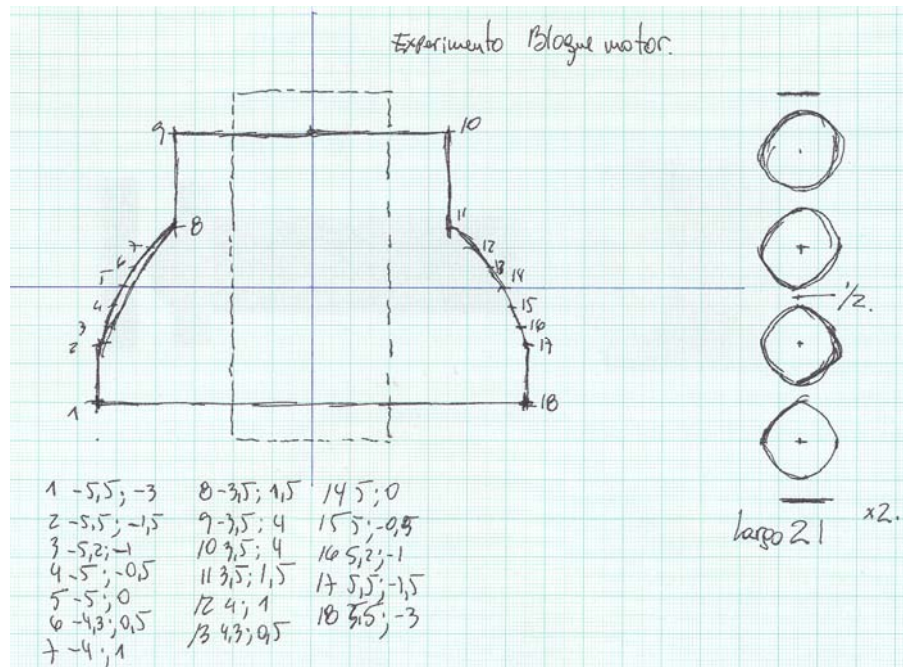 Experimento Bloque motor.
9
10
8
11
7
12
6
13
5
14
4
15
1/2.
3
16
2
17
1
18
1 -5,5; -3
2 -5,5; -1,5
3 -5,2; -1
4 -5; -0,5
5 -5; 0
6 -4,3; 0,5
7 -4; 1
8 -3,5; 1,5
9 -3,5; 4
10 3,5; 4
11 3,5; 1,5
12 4; 1
13 4,3; 0,5
14 5; 0
15 5; -0,5
16 5,2; -1
17 5,5; -1,5
18 5,5; -3
Largo 21
x2.